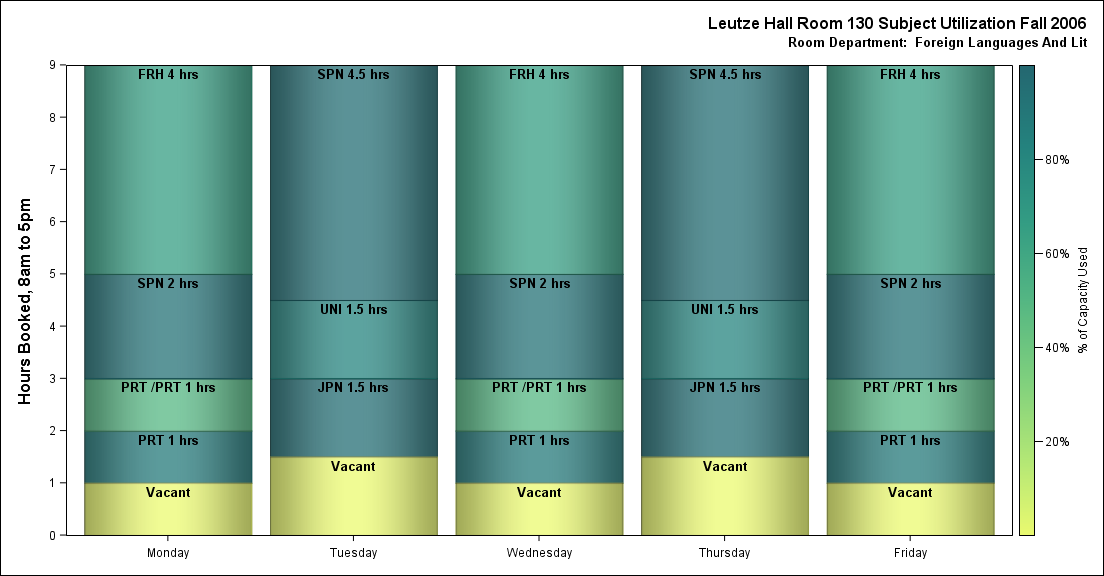 Leutze Hall Room 130 Subject Utilization Fall 2006
Room Department:  Foreign Languages And Lit
Hours Booked, 8am to 5pm
9
8
7
6
5
4
3
2
1
0
FRH 4 hrs
SPN 2 hrs
PRT /PRT 1 hrs
PRT 1 hrs
Vacant
Monday
SPN 4.5 hrs
UNI 1.5 hrs
JPN 1.5 hrs
Vacant
Tuesday
FRH 4 hrs
SPN 2 hrs
PRT /PRT 1 hrs
PRT 1 hrs
Vacant
Wednesday
SPN 4.5 hrs
UNI 1.5 hrs
JPN 1.5 hrs
Vacant
Thursday
FRH 4 hrs
SPN 2 hrs
PRT /PRT 1 hrs
PRT 1 hrs
Vacant
Friday
80%
60%
40%
20%
% of Capacity Used